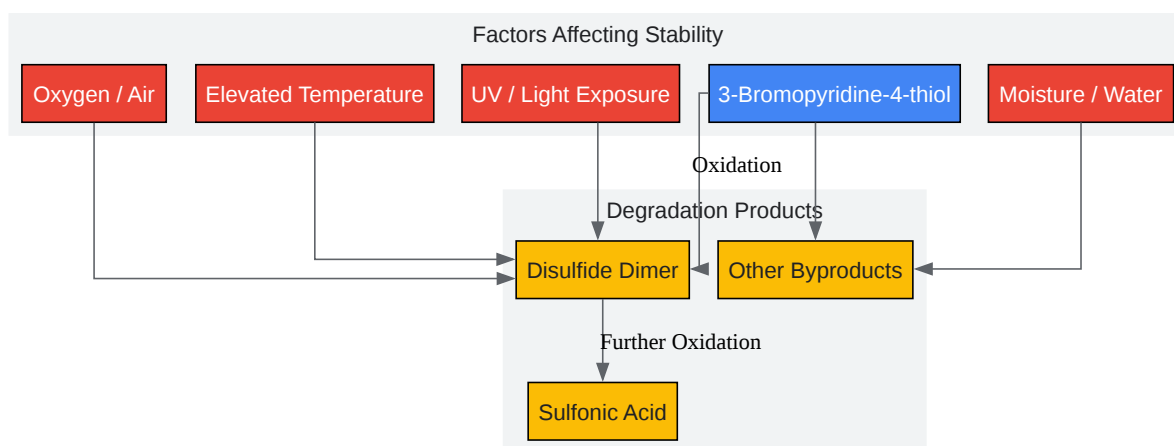 Factors Affecting Stability
Oxygen / Air
Elevated Temperature
UV / Light Exposure
3-Bromopyridine-4-thiol
Moisture / Water
Oxidation
Degradation Products
Disulfide Dimer
Other Byproducts
Further Oxidation
Sulfonic Acid